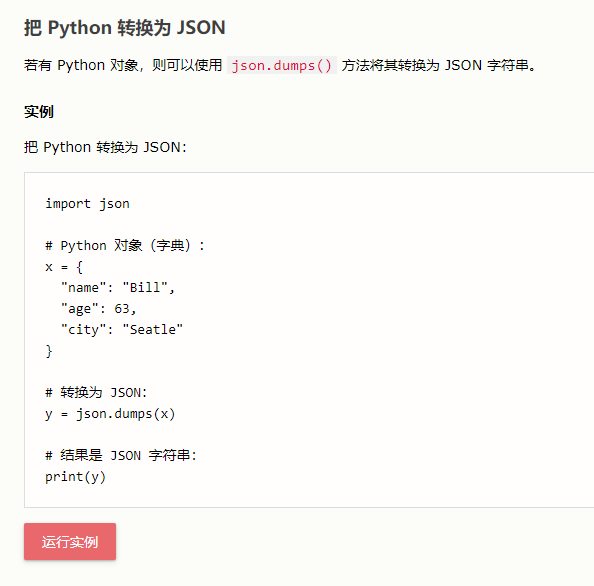 把 Python 转换为 JSON
若有 Python 对象，则可以使用 json.dumps() 方法将其转换为 JSON 字符串。
实例
把 Python 转换为 JSON：
import json
# Python 对象（字典）：
x = {
  "name": "Bill",
  "age": 63,
  "city": "Seatle"
}
# 转换为 JSON：
y = json.dumps(x)
# 结果是 JSON 字符串：
print(y)
运行实例